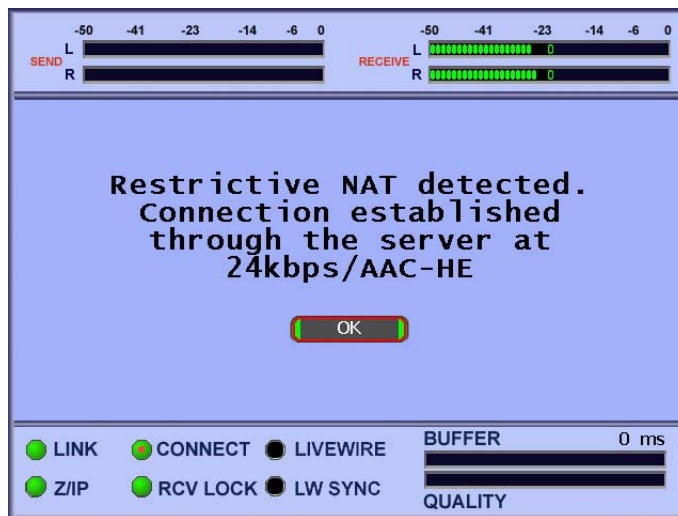 -50 -41 -23 -14 -6 0
-50 -41 -23 -14 -6 0
SEND
L
R
RECEIVE
L
R
Restrictive NAT detected.
Connection established
through the server at
24kbps/AAC-HE
OK
LINK
CONNECT
LIVEWIRE
BUFFER 0 ms
Z/IP
RCV LOCK
LW SYNC
QUALITY